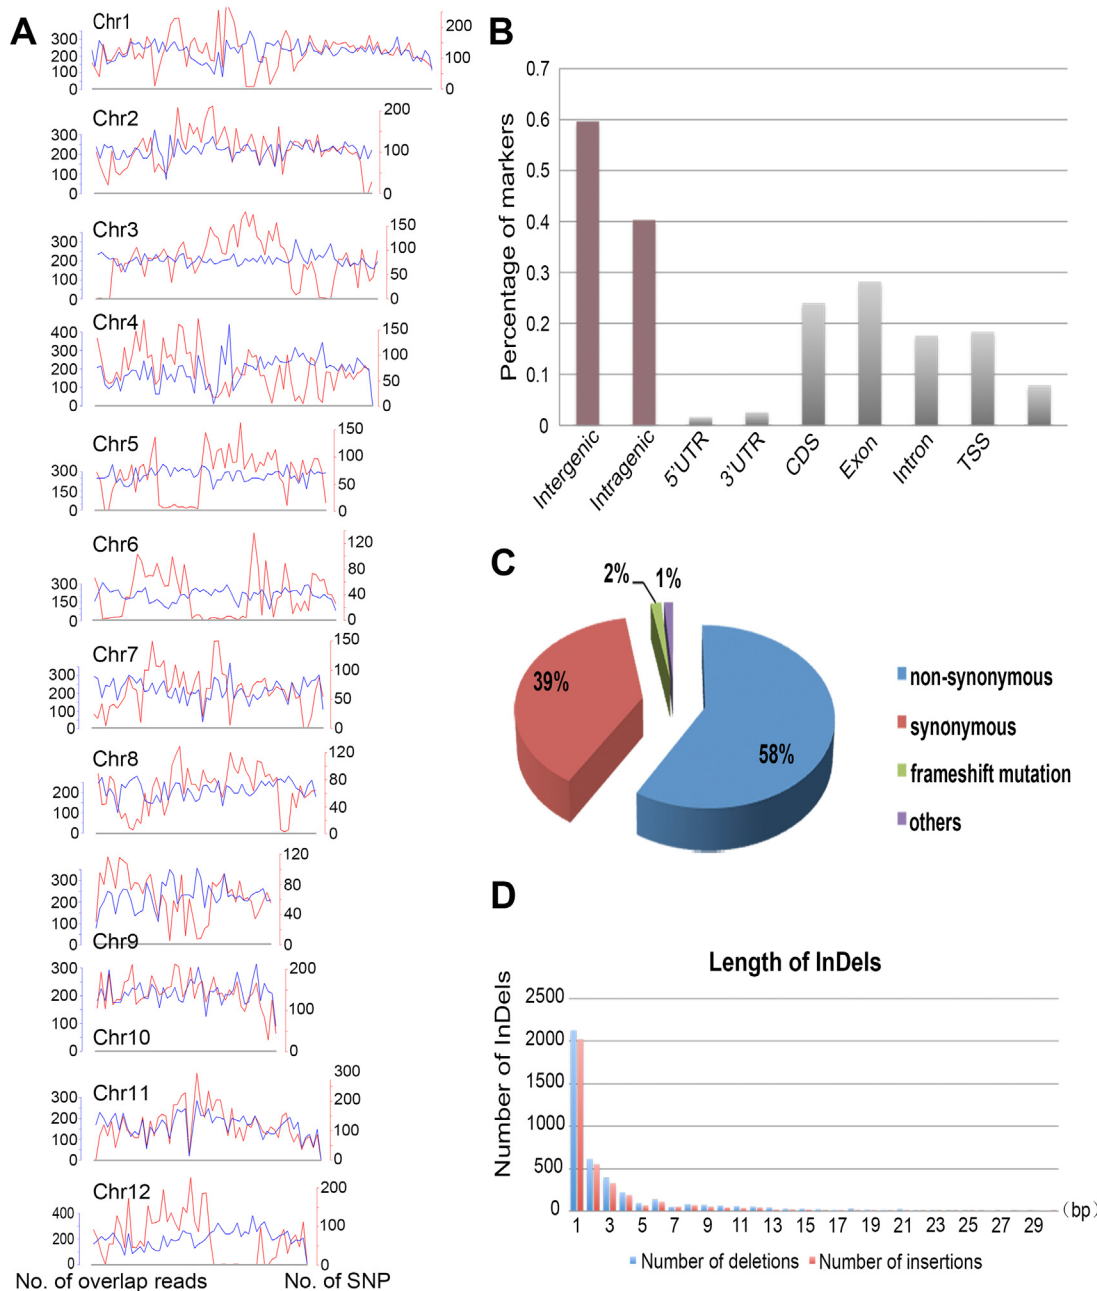 A
Chr1
300
200
100
0
200
100
0
Chr2
300
200
100
0
200
100
0
Chr3
300
200
100
0
150
100
50
0
Chr4
400
300
200
100
0
150
100
50
0
Chr5
300
150
0
150
100
50
0
Chr6
300
150
0
120
80
40
0
Chr7
300
200
100
0
150
100
50
0
Chr8
200
100
0
120
80
40
0
300
200
100
0
120
80
40
0
Chr9
300
200
100
0
200
100
0
Chr10
Chr11
300
200
100
0
300
200
100
0
Chr12
400
200
0
200
100
0
No. of overlap reads
No. of SNP
B
Percentage of markers
0.7
0.6
0.5
0.4
0.3
0.2
0.1
0
Intergenic
Intragenic
5'UTR
3'UTR
CDS
Exon
Intron
TSS
C
2%
1%
39%
58%
non-synonymous
synonymous
frameshift mutation
others
D
Length of InDels
Number of InDels
2500
2000
1500
1000
500
0
1 3 5 7 9 11 13 15 17 19 21 23 25 27 29 (bp)
Number of deletions
Number of insertions